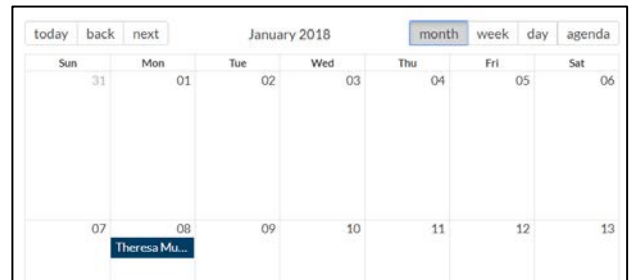 today back next January 2018 month week day agenda
Sun Mon Tue Wed Thu Fri Sat
31 01 02 03 04 05 06
07 08 09 10 11 12 13
Theresa Mu...